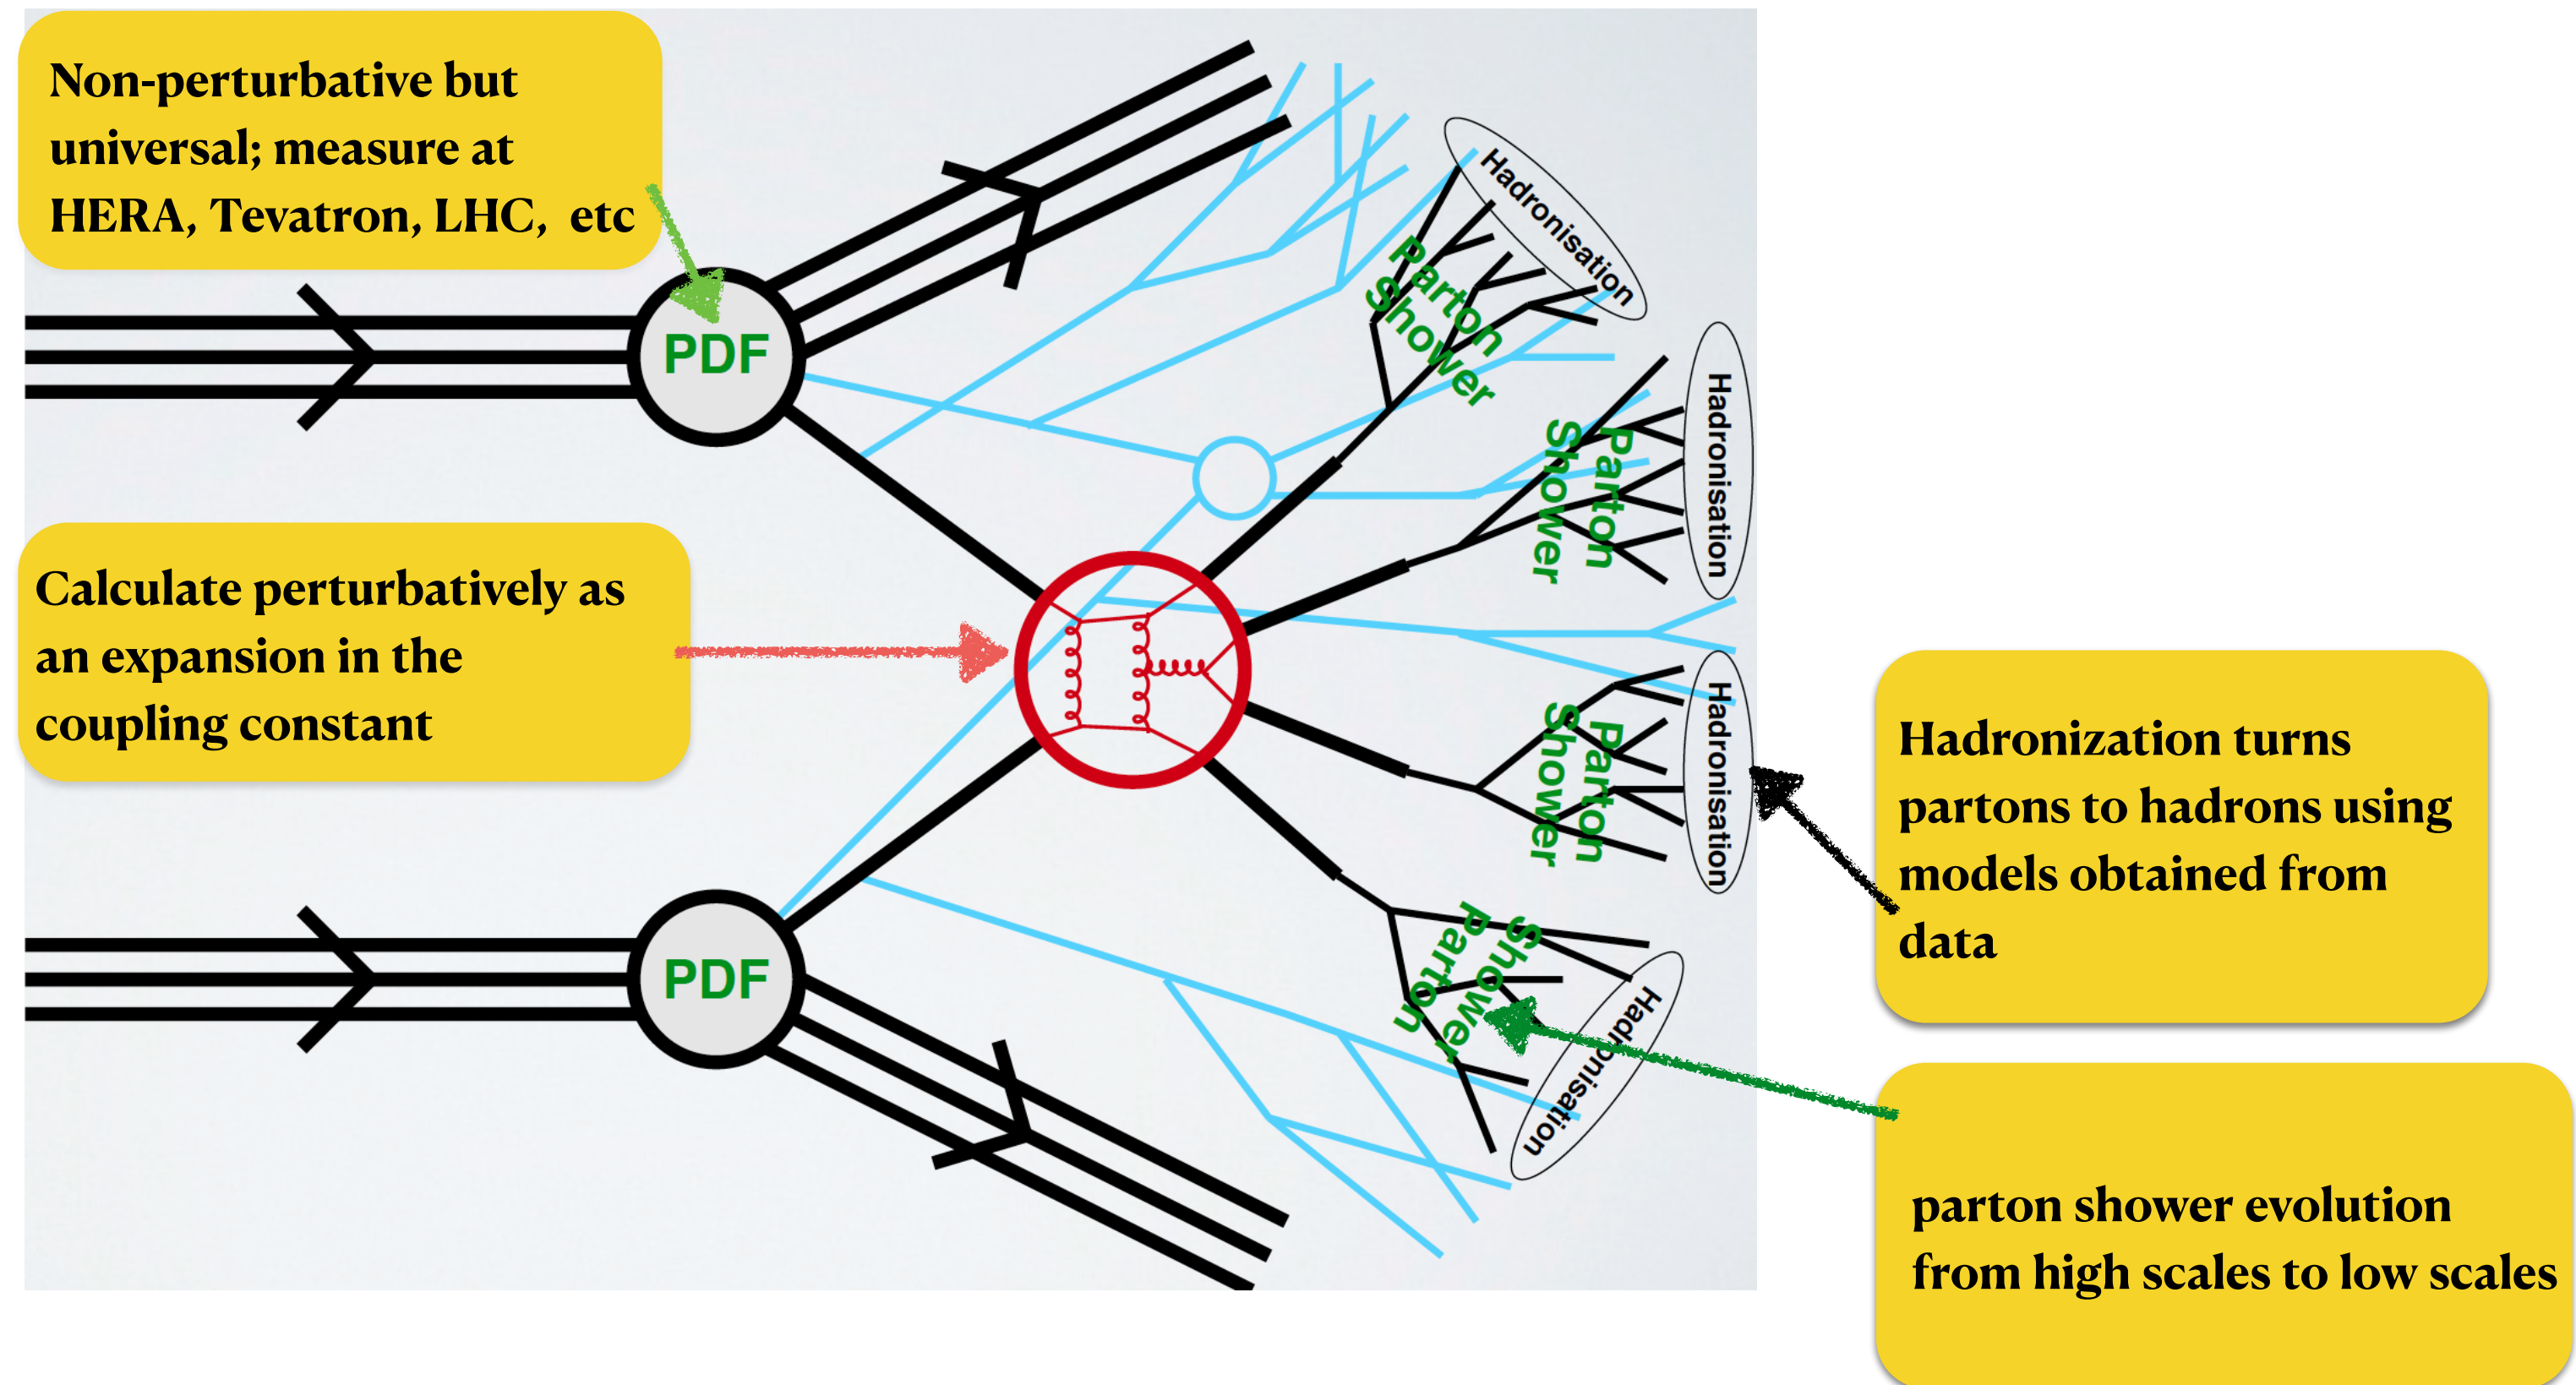 Non-perturbative but
universal; measure at
HERA, Tevatron, LHC, etc
PDF
Parton
Shower
Hadronisation
Parton
Shower
Hadronisation
Calculate perturbatively as
an expansion in the
coupling constant
Parton
Shower
Hadronisation
Hadronization turns
partons to hadrons using
models obtained from
data
PDF
Parton
Shower
Hadronisation
parton shower evolution
from high scales to low scales